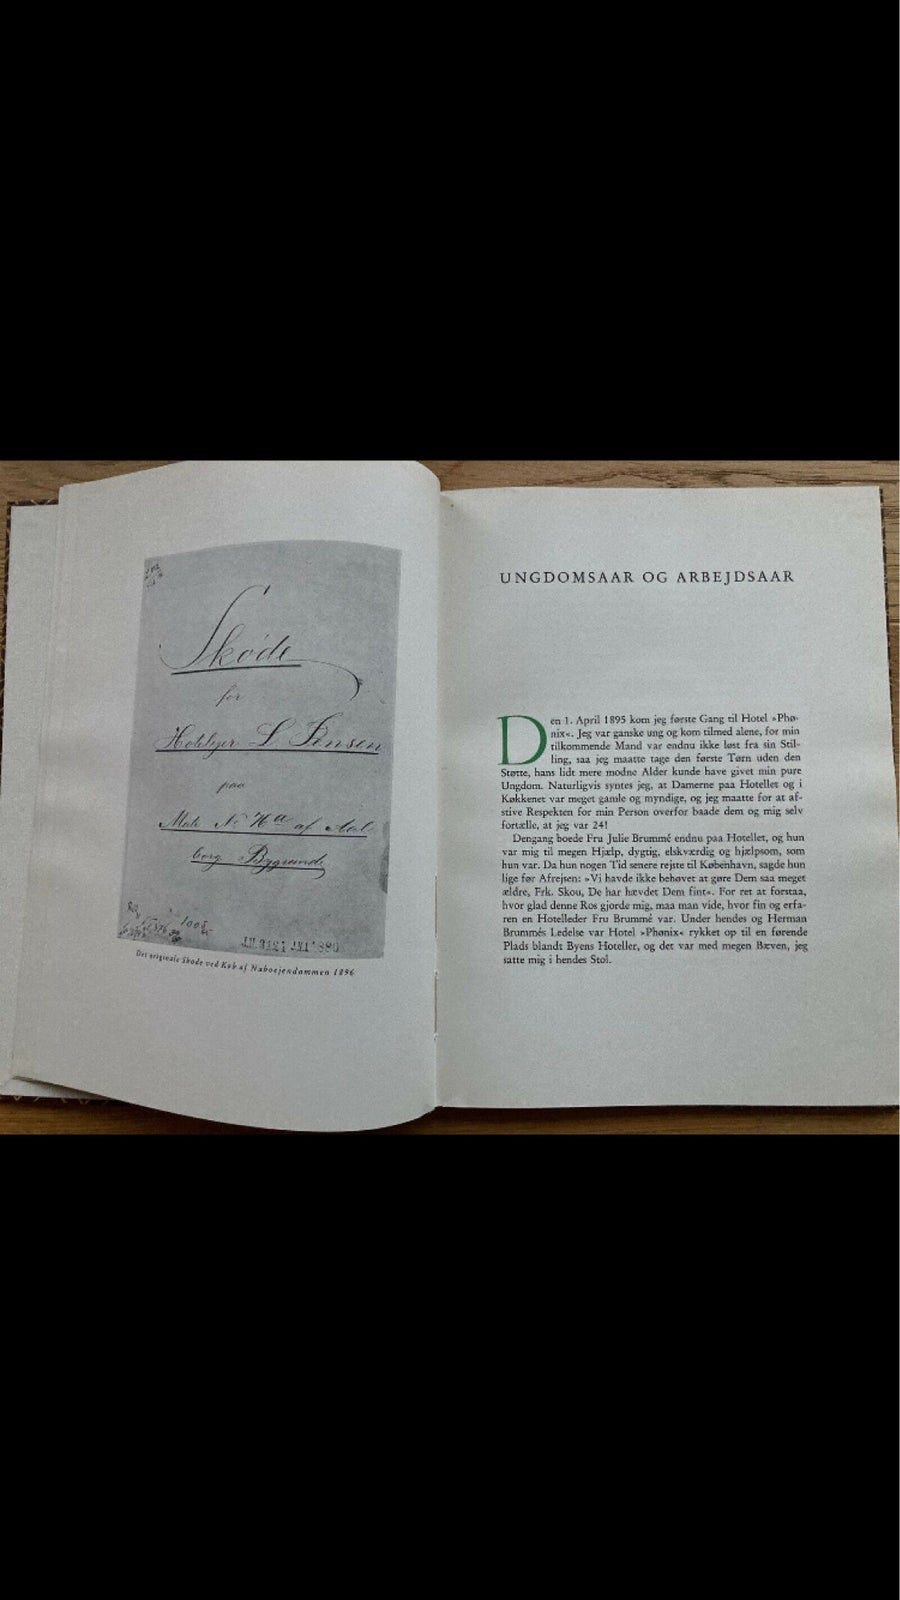 Skøde
for
Hotelejer L Jensen
paa
Matr. No 76a af Aal-
borg Bygrunde
Det originale Skøde ved Køb af Naboejendommen 1896
UNGDOMSAAR OG ARBEJDSAAR
Den 1. April 1895 kom jeg første Gang til Hotel »Phø-
nix«. Jeg var ganske ung og kom tilmed alene, for min
tilkommende Mand var endnu ikke løst fra sin Stil-
ling, saa jeg maatte tage den første Tørn uden den
Støtte, hans lidt mere modne Alder kunde have givet min pure
Ungdom. Naturligvis syntes jeg, at Damerne paa Hotellet og i
Køkkenet var meget gamle og myndige, og jeg maatte for at af-
stive Respekten for min Person overfor baade dem og mig selv
fortælle, at jeg var 24!
Dengang boede Fru Julie Brummé endnu paa Hotellet, og hun
var mig til megen Hjælp, dygtig, elskværdig og hjælpsom, som
hun var. Da hun nogen Tid senere rejste til København, sagde hun
lige før Afrejsen: »Vi havde ikke behøvet at gøre Dem saa meget
ældre, Frk. Skou, De har hævdet Dem fint«. For ret at forstaa,
hvor glad denne Ros gjorde mig, maa man vide, hvor fin og erfa-
ren en Hotelleder Fru Brummé var. Under hendes og Herman
Brummés Ledelse var Hotel »Phønix« rykket op til en førende
Plads blandt Byens Hoteller, og det var med megen Bæven, jeg
satte mig i hendes Stol.